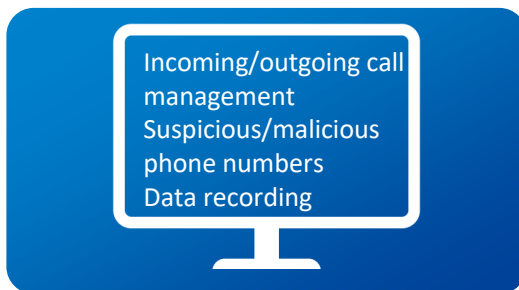 Incoming/outgoing call
management
Suspicious/malicious
phone numbers
Data recording